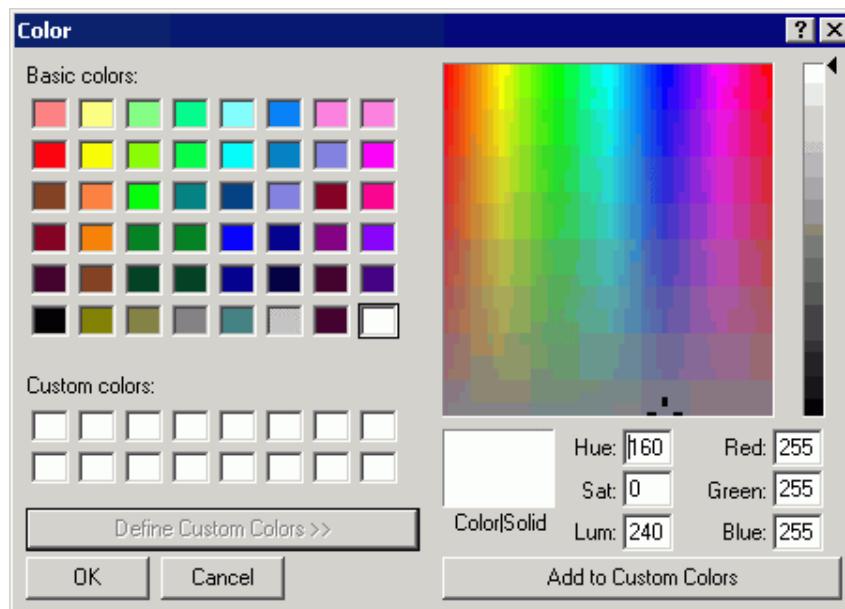 Color
Basic colors:
Custom colors:
Define Custom Colors >>
OK Cancel
Color|Solid
Hue: 160 Red: 255
Sat: 0 Green: 255
Lum: 240 Blue: 255
Add to Custom Colors